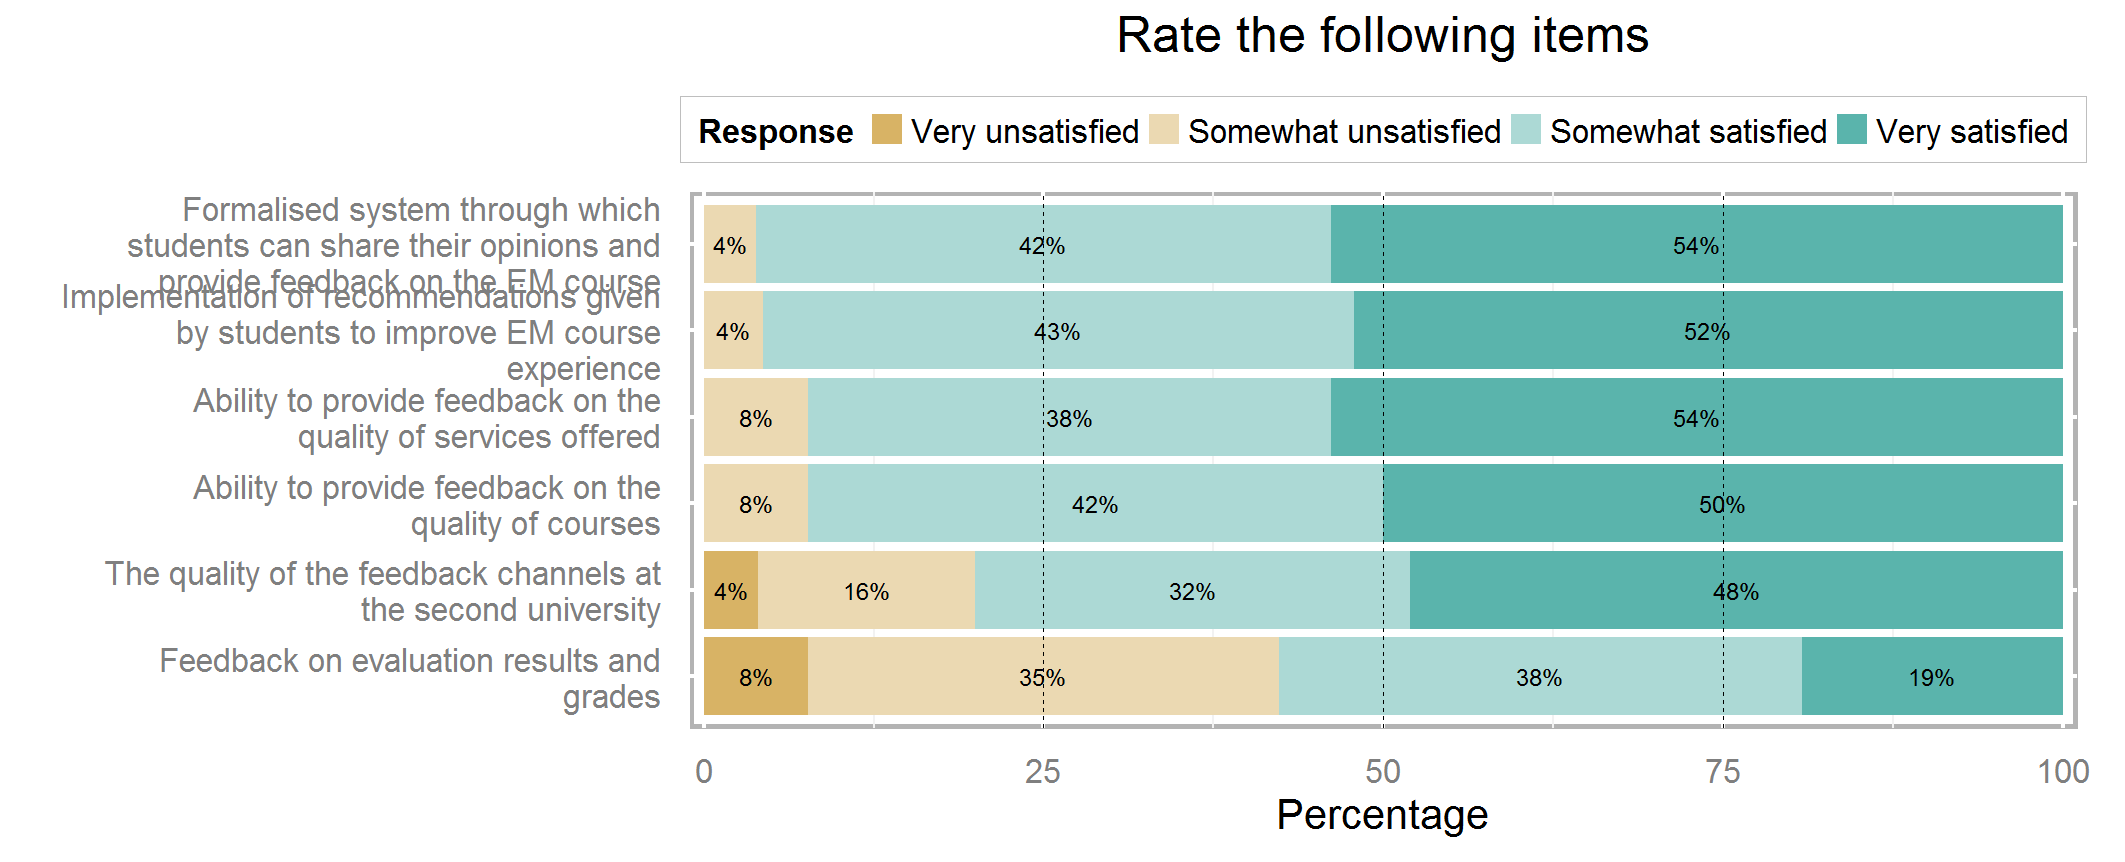 Rate the following items
Response Very unsatisfied Somewhat unsatisfied Somewhat satisfied Very satisfied
Formalised system through which
students can share their opinions and
provide feedback on the EM course
4% 42% 54%
Implementation of recommendations given
by students to improve EM course
experience
4% 43% 52%
Ability to provide feedback on the
quality of services offered
8% 38% 54%
Ability to provide feedback on the
quality of courses
8% 42% 50%
The quality of the feedback channels at
the second university
4% 16% 32% 48%
Feedback on evaluation results and
grades
8% 35% 38% 19%
0 25 50 75 100
Percentage